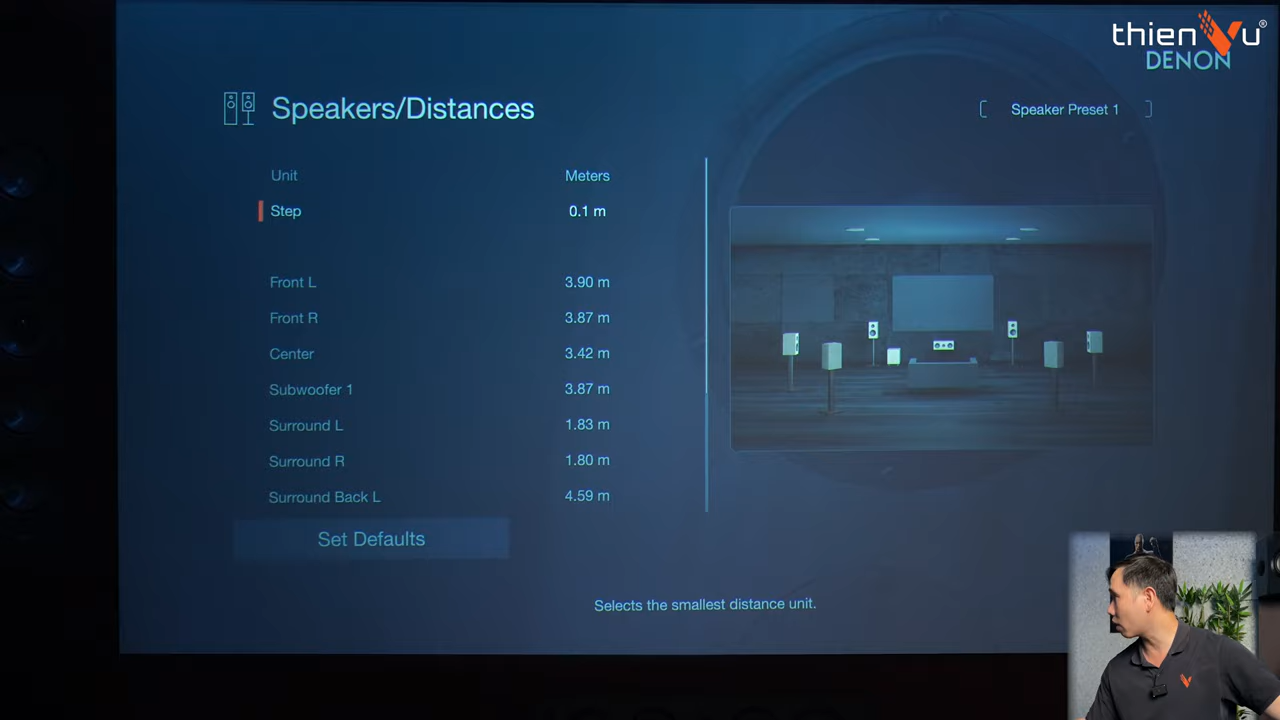 thien Vu®
DENON
Speakers/Distances
Speaker Preset 1
Unit Meters
Step 0.1 m
Front L 3.90 m
Front R 3.87 m
Center 3.42 m
Subwoofer 1 3.87 m
Surround L 1.83 m
Surround R 1.80 m
Surround Back L 4.59 m
Set Defaults
Selects the smallest distance unit.